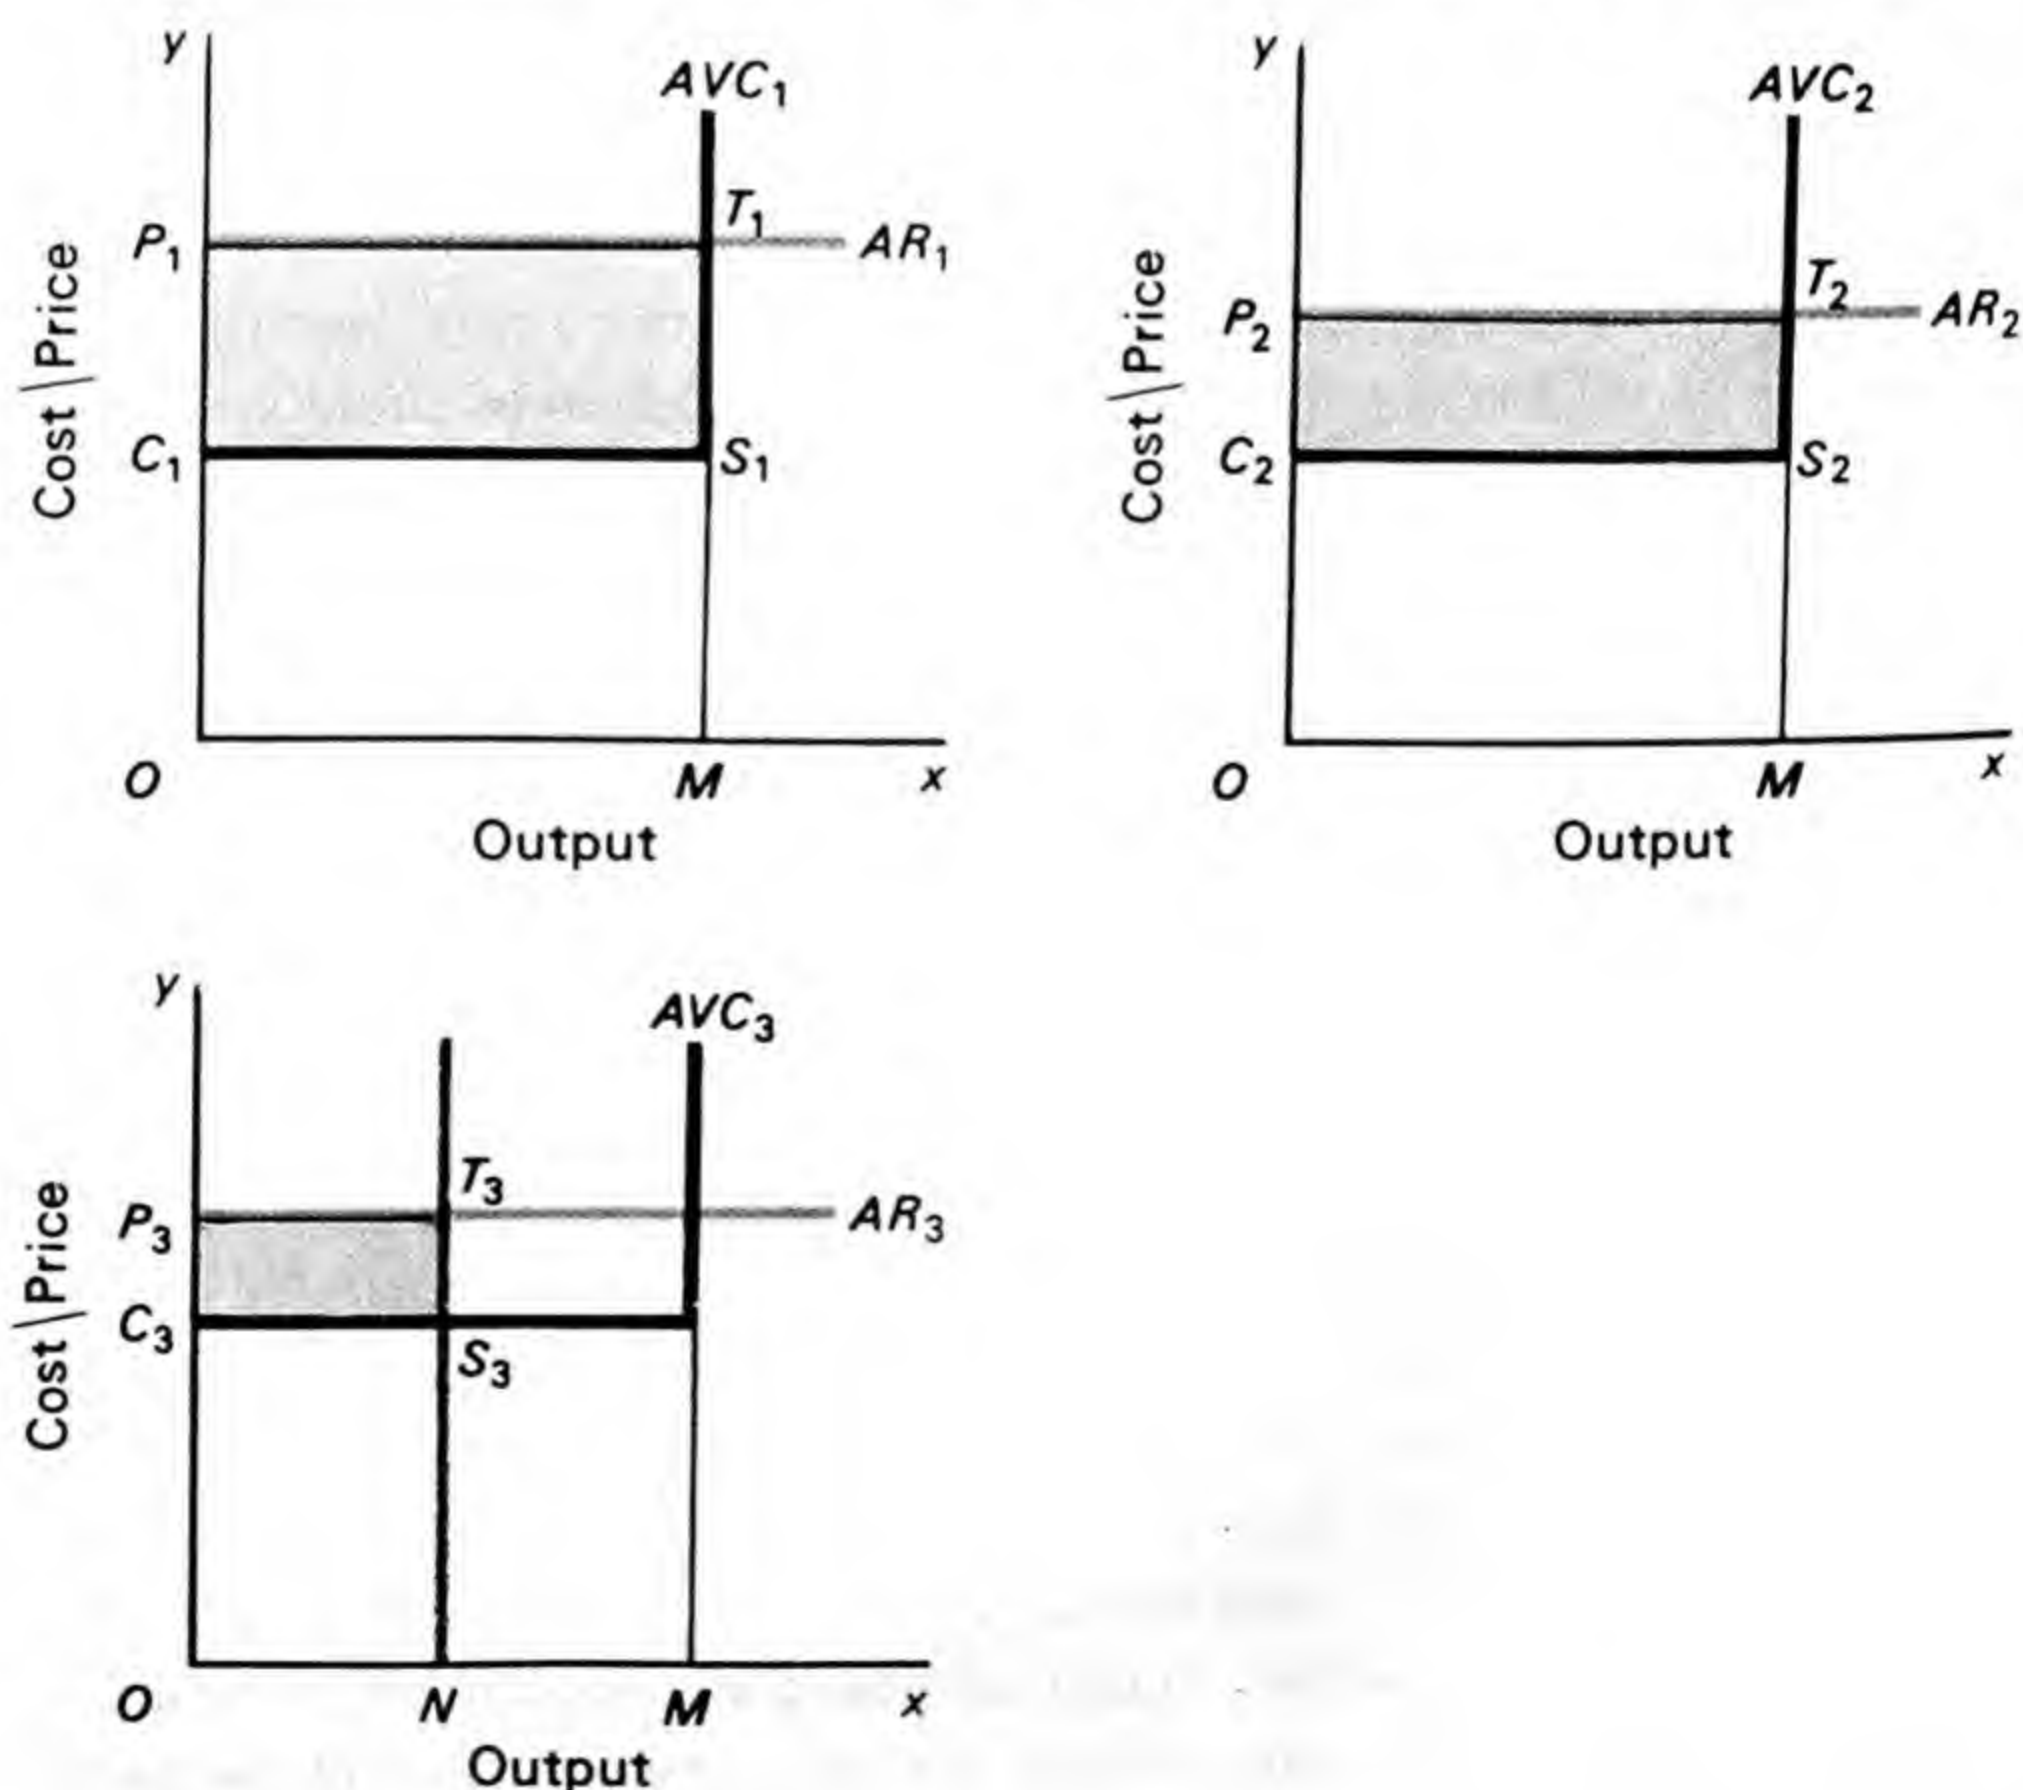 y
AVC₁
T₁
P₁
AR₁
Cost\Price
C₁
S₁
O
M
x
Output
y
AVC₂
T₂
P₂
AR₂
Cost\Price
C₂
S₂
O
M
x
Output
y
AVC₃
T₃
P₃
AR₃
Cost\Price
C₃
S₃
O
N
M
x
Output